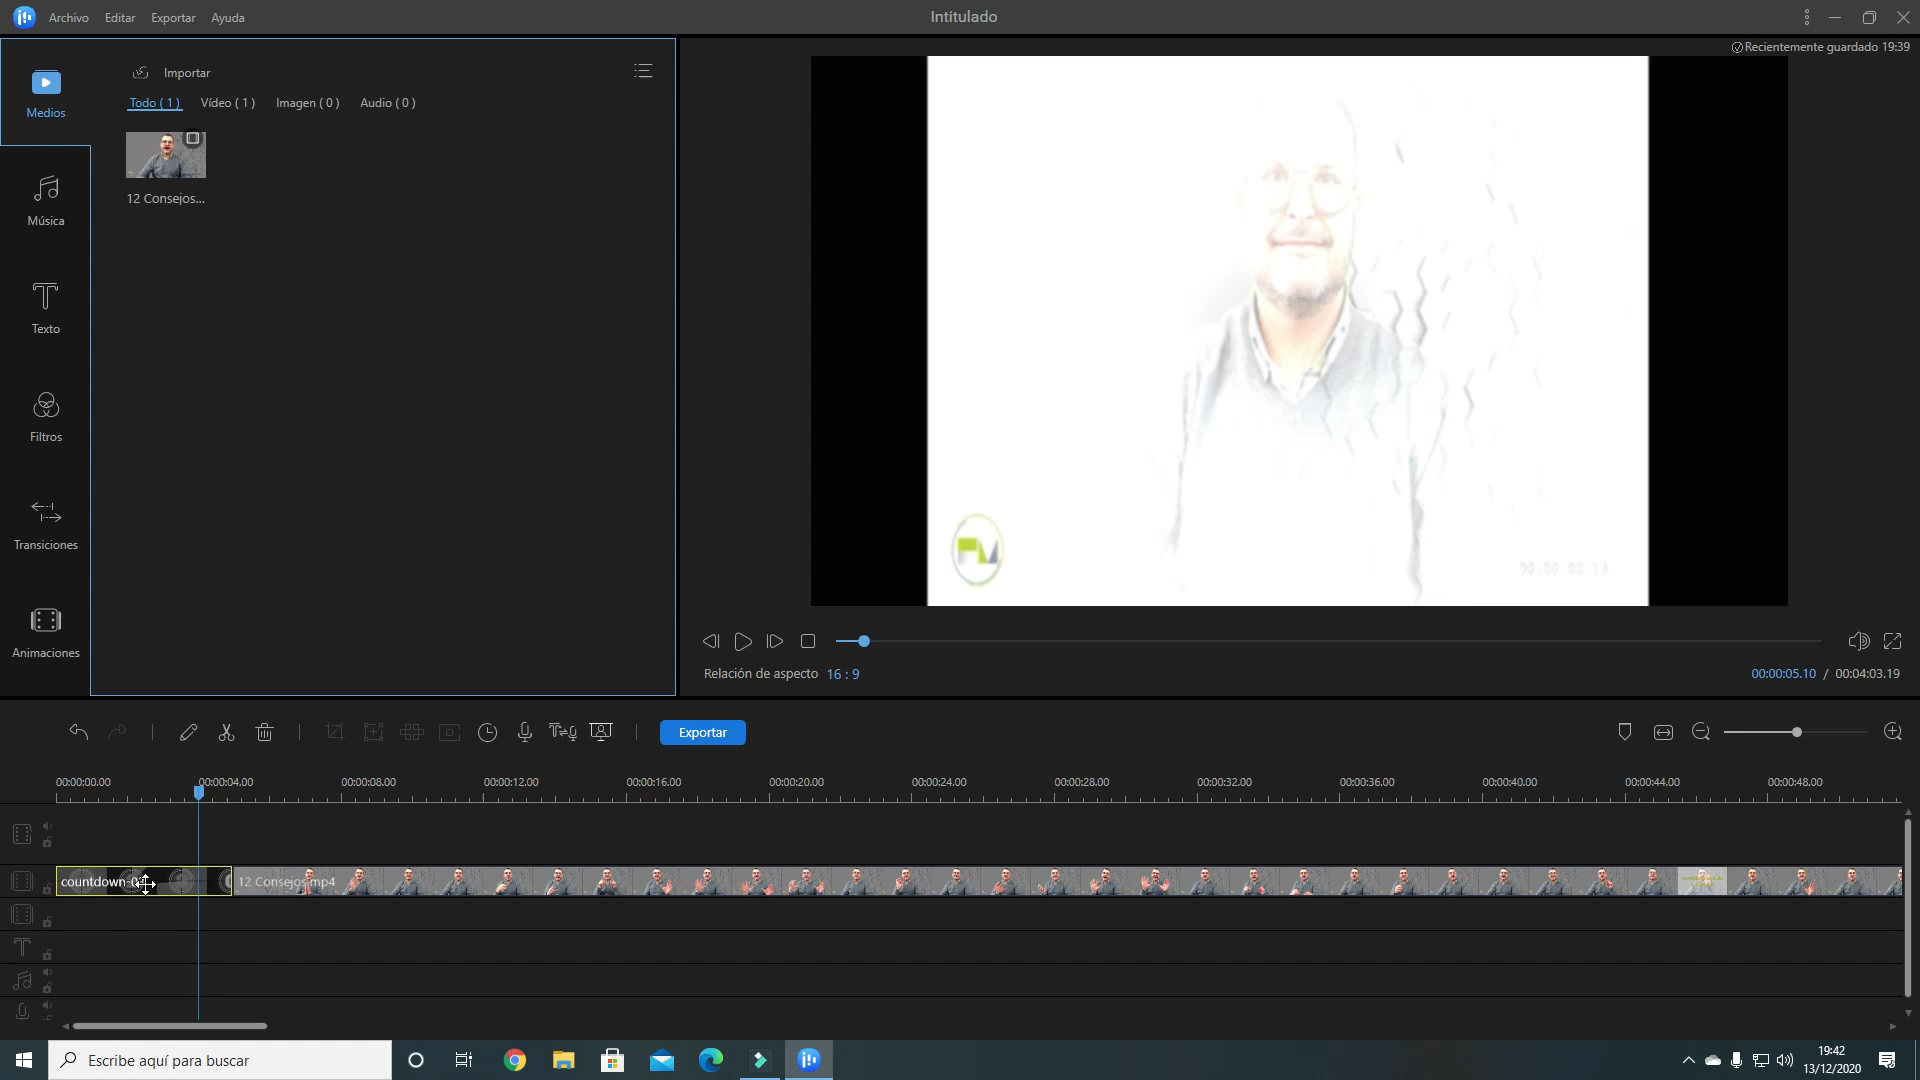 Archivo Editar Exportar Ayuda
Intitulado
Recientemente guardado 19:39
Medios
Importar
Todo ( 1 ) Vídeo ( 1 ) Imagen ( 0 ) Audio ( 0 )
12 Consejos...
Música
Texto
Filtros
Transiciones
Animaciones
Relación de aspecto 16 : 9
00:00:05.10 / 00:04:03.19
Exportar
00:00:00.00 00:00:04.00 00:00:08.00 00:00:12.00 00:00:16.00 00:00:20.00 00:00:24.00 00:00:28.00 00:00:32.00 00:00:36.00 00:00:40.00 00:00:44.00 00:00:48.00
12 Consejos.mp4
Escribe aquí para buscar
19:42
13/12/2020